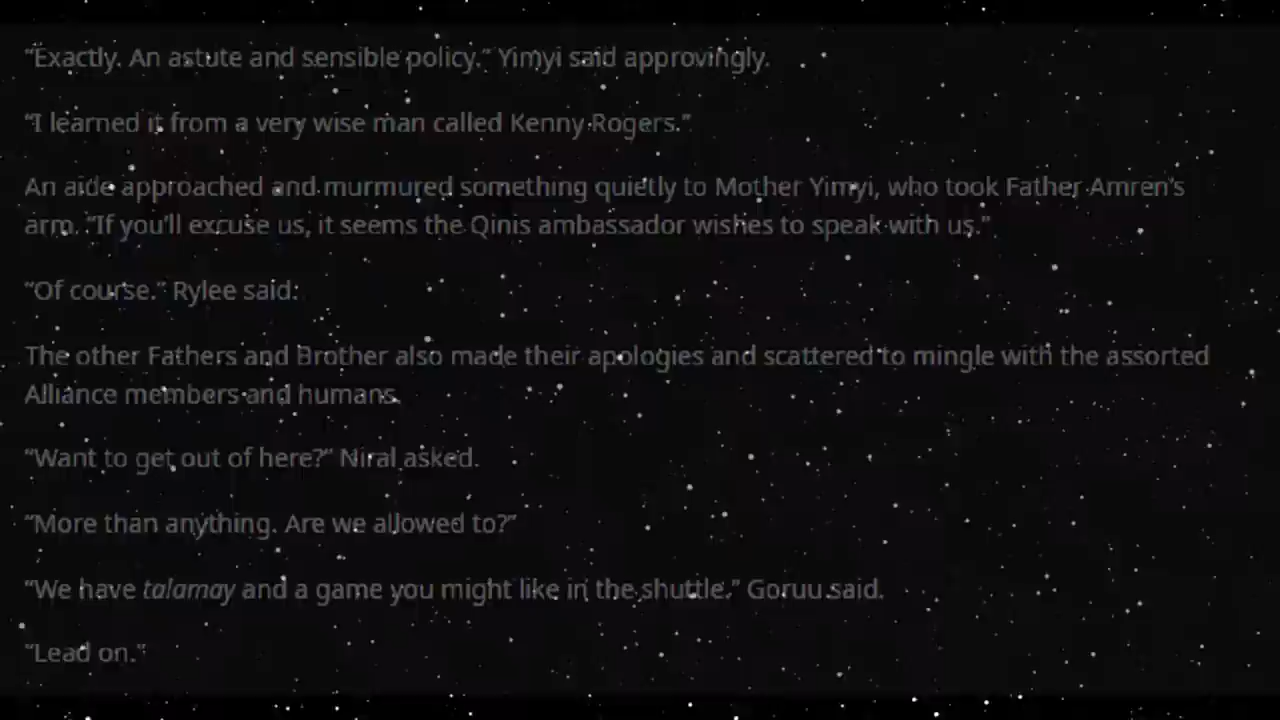 “Exactly. An astute and sensible policy.” Yimyi said approvingly.
“I learned it from a very wise man called Kenny Rogers.”
An aide approached and murmured something quietly to Mother Yimyi, who took Father Amren’s
arm. “If you’ll excuse us, it seems the Qinis ambassador wishes to speak with us.”
“Of course.” Rylee said.
The other Fathers and Brother also made their apologies and scattered to mingle with the assorted
Alliance members and humans.
“Want to get out of here?” Niral asked.
“More than anything. Are we allowed to?”
“We have talamay and a game you might like in the shuttle.” Goruu said.
“Lead on.”